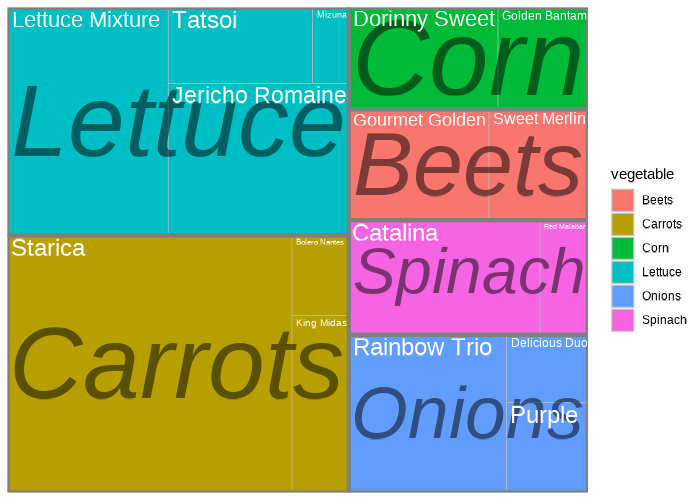 Lettuce Mixture
Tatsoi
Mizuna
Jericho Romaine
Lettuce
Starica
Bolero Nantes
King Midas
Carrots
Dorinny Sweet
Golden Bantam
Corn
Gourmet Golden
Sweet Merlin
Beets
Catalina
Red Malabar
Spinach
Rainbow Trio
Delicious Duo
Purple
Onions
vegetable
Beets
Carrots
Corn
Lettuce
Onions
Spinach